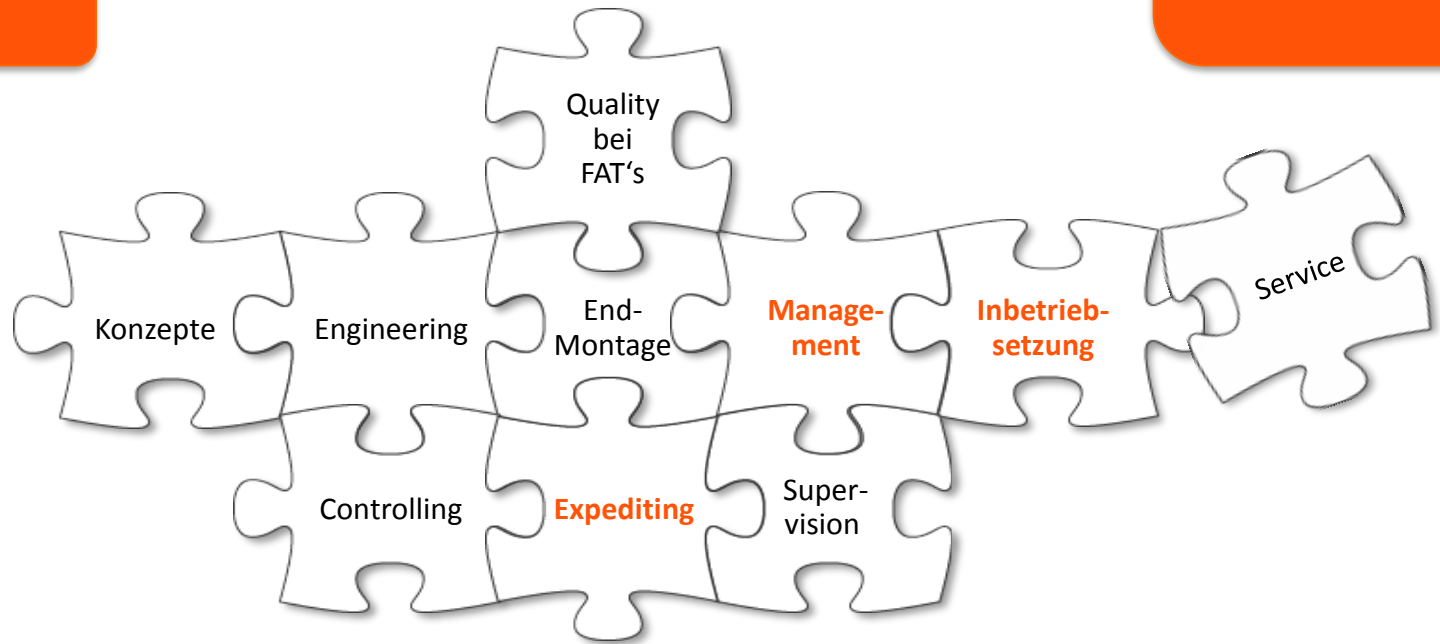 Quality
bei
FAT‘s
Konzepte
Engineering
End-
Montage
Manage-
ment
Inbetrieb-
setzung
Service
Controlling
Expediting
Super-
vision